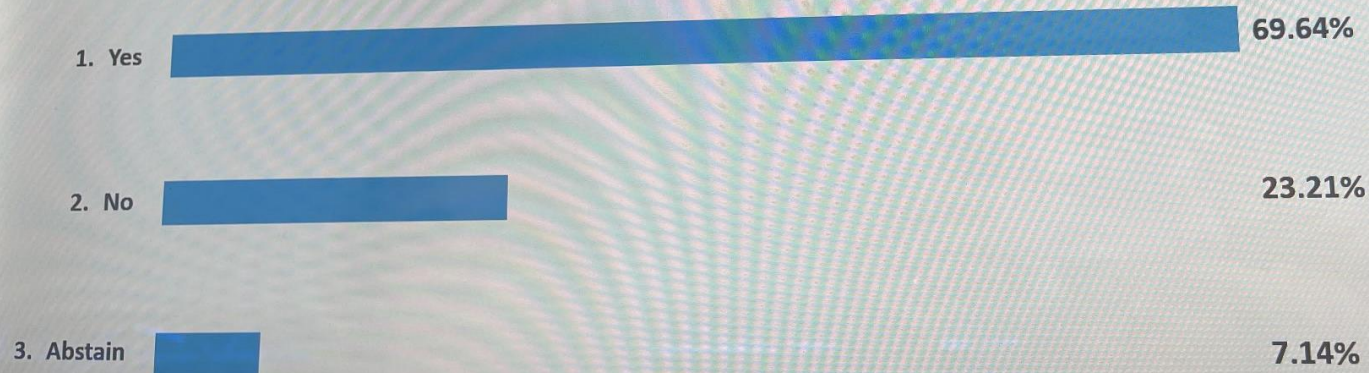 1. Yes 69.64%
2. No 23.21%
3. Abstain 7.14%